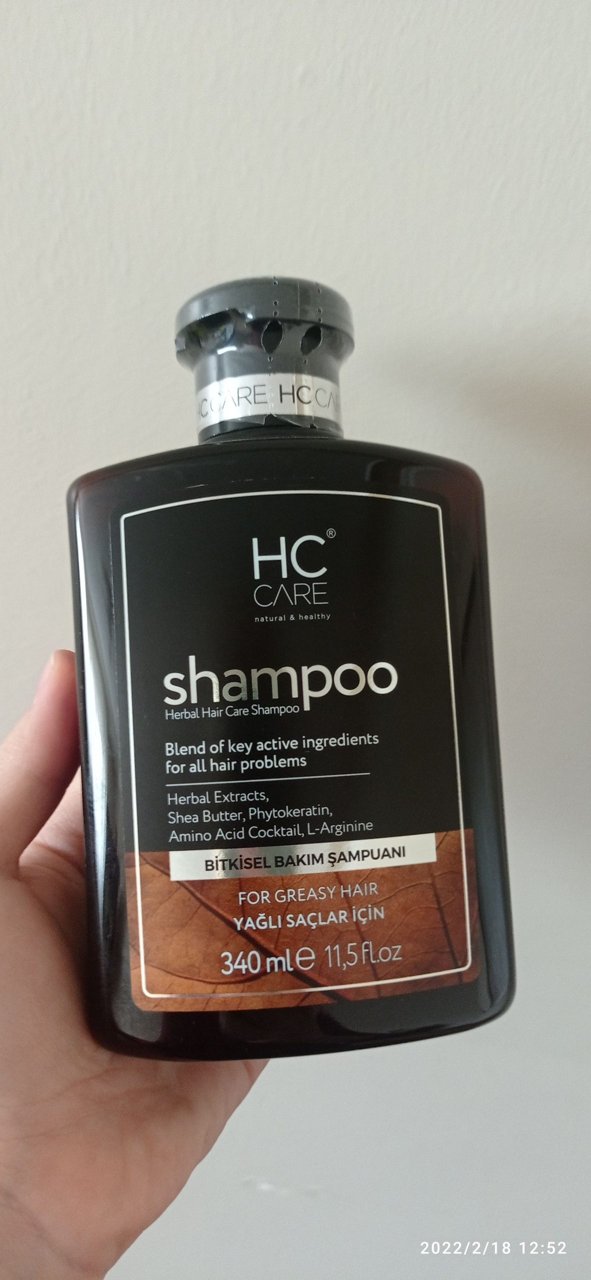 CARE HC CA
HC®
CARE
natural & healthy
shampoo
Herbal Hair Care Shampoo
Blend of key active ingredients
for all hair problems
Herbal Extracts,
Shea Butter, Phytokeratin,
Amino Acid Cocktail, L-Arginine
BİTKİSEL BAKIM ŞAMPUANI
FOR GREASY HAIR
YAĞLI SAÇLAR İÇİN
340 ml ℮ 11,5 fl.oz
2022/2/18 12:52